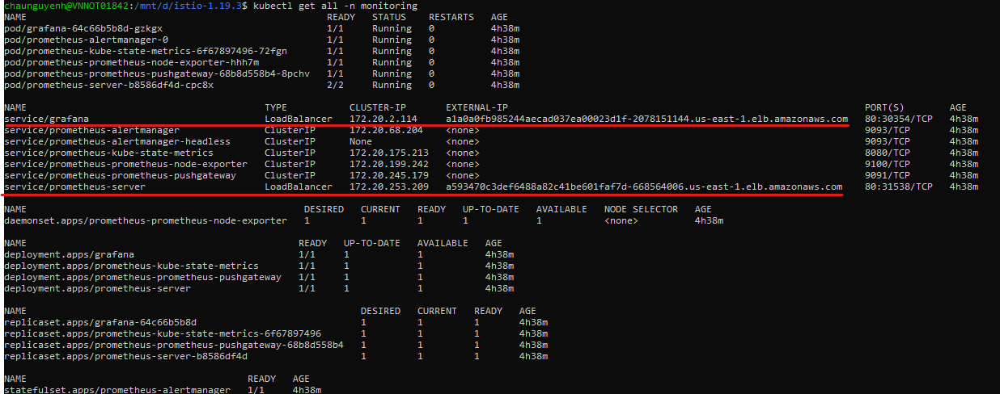 chaunguyenh@VNNOT01842:/mnt/d/istio-1.19.3$ kubectl get all -n monitoring
NAME READY STATUS RESTARTS AGE
pod/grafana-64c66b5b8d-gzkgx 1/1 Running 0 4h38m
pod/prometheus-alertmanager-0 1/1 Running 0 4h38m
pod/prometheus-kube-state-metrics-6f67897496-72fgn 1/1 Running 0 4h38m
pod/prometheus-prometheus-node-exporter-hhh7m 1/1 Running 0 4h38m
pod/prometheus-prometheus-pushgateway-68b8d558b4-8pchv 1/1 Running 0 4h38m
pod/prometheus-server-b8586df4d-cpc8x 2/2 Running 0 4h38m
NAME TYPE CLUSTER-IP EXTERNAL-IP PORT(S) AGE
service/grafana LoadBalancer 172.20.2.114 a1a0a0fb985244aecad037ea00023d1f-2078151144.us-east-1.elb.amazonaws.com 80:30354/TCP 4h38m
service/prometheus-alertmanager ClusterIP 172.20.68.204 <none> 9093/TCP 4h38m
service/prometheus-alertmanager-headless ClusterIP None <none> 9093/TCP 4h38m
service/prometheus-kube-state-metrics ClusterIP 172.20.175.213 <none> 8080/TCP 4h38m
service/prometheus-prometheus-node-exporter ClusterIP 172.20.199.242 <none> 9100/TCP 4h38m
service/prometheus-prometheus-pushgateway ClusterIP 172.20.245.179 <none> 9091/TCP 4h38m
service/prometheus-server LoadBalancer 172.20.253.209 a593470c3def6488a82c41be601faf7d-668564006.us-east-1.elb.amazonaws.com 80:31538/TCP 4h38m
NAME DESIRED CURRENT READY UP-TO-DATE AVAILABLE NODE SELECTOR AGE
daemonset.apps/prometheus-prometheus-node-exporter 1 1 1 1 1 <none> 4h38m
NAME READY UP-TO-DATE AVAILABLE AGE
deployment.apps/grafana 1/1 1 1 4h38m
deployment.apps/prometheus-kube-state-metrics 1/1 1 1 4h38m
deployment.apps/prometheus-prometheus-pushgateway 1/1 1 1 4h38m
deployment.apps/prometheus-server 1/1 1 1 4h38m
NAME DESIRED CURRENT READY AGE
replicaset.apps/grafana-64c66b5b8d 1 1 1 4h38m
replicaset.apps/prometheus-kube-state-metrics-6f67897496 1 1 1 4h38m
replicaset.apps/prometheus-prometheus-pushgateway-68b8d558b4 1 1 1 4h38m
replicaset.apps/prometheus-server-b8586df4d 1 1 1 4h38m
NAME READY AGE
statefulset.apps/prometheus-alertmanager 1/1 4h38m